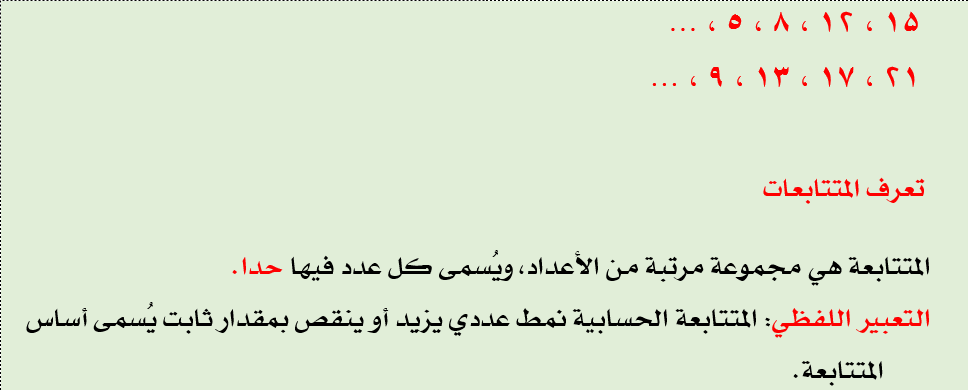 ١٥ ، ١٢ ، ٨ ، ٥ ، ...
٢١ ، ١٧ ، ١٣ ، ٩ ، ...
تعرف المتتابعات
المتتابعة هي مجموعة مرتبة من الأعداد، ويُسمى كل عدد فيها حدا.
التعبير اللفظي: المتتابعة الحسابية نمط عددي يزيد أو ينقص بمقدار ثابت يُسمى أساس
المتتابعة.